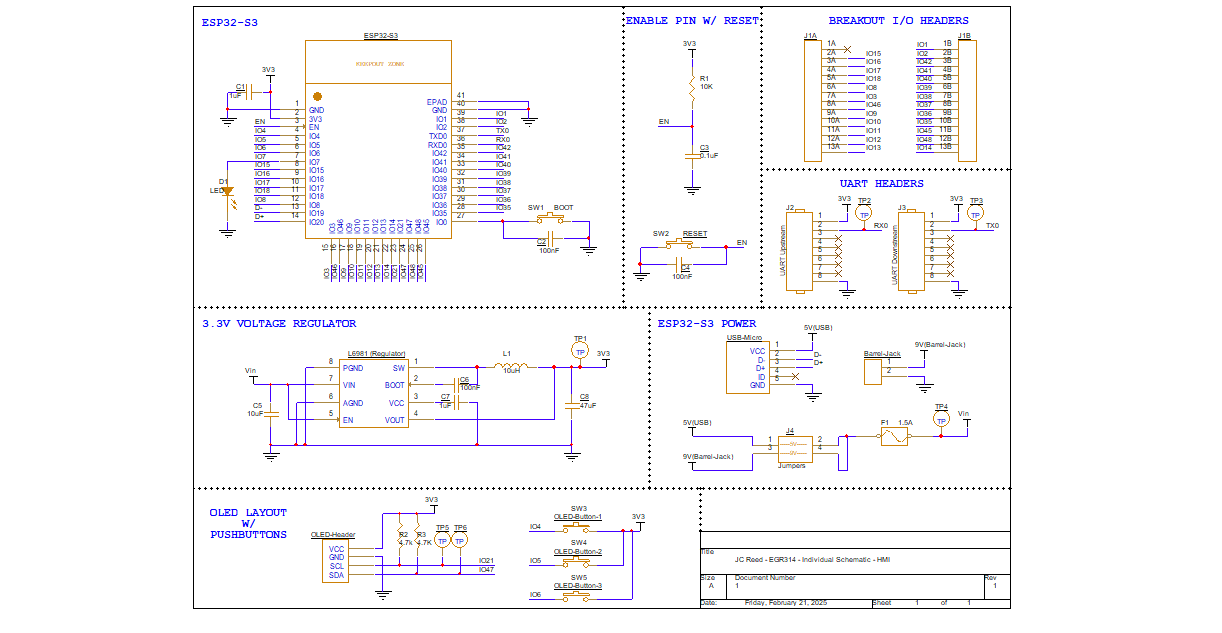 ESP32-S3
ESP32-S3
KEEPOUT ZONE
3V3
C1
1uF
1
2
3
4
5
6
7
8
9
10
11
12
13
14
EN
IO4
IO5
IO6
IO7
IO15
IO16
IO17
IO18
IO8
D-
D+
GND
3V3
EN
IO4
IO5
IO6
IO7
IO15
IO16
IO17
IO18
IO8
IO19
IO20
EPAD
GND
IO1
IO2
TXD0
RXD0
IO42
IO41
IO40
IO39
IO38
IO37
IO36
IO35
IO0
41
40
39
38
37
36
35
34
33
32
31
30
29
28
27
IO1
IO2
TX0
RX0
IO42
IO41
IO40
IO39
IO38
IO37
IO36
IO35
IO3
IO46
IO9
IO10
IO11
IO12
IO13
IO14
IO21
IO47
IO48
IO45
15
16
17
18
19
20
21
22
23
24
25
26
IO3
IO46
IO9
IO10
IO11
IO12
IO13
IO14
IO21
IO47
IO48
IO45
D1
LED
SW1
BOOT
C2
100nF
ENABLE PIN W/ RESET
3V3
R1
10K
EN
C3
0.1uF
SW2
RESET
EN
100nF
BREAKOUT I/O HEADERS
J1A
1A
2A
3A
4A
5A
6A
7A
8A
9A
10A
11A
12A
13A
IO15
IO16
IO17
IO18
IO8
IO3
IO46
IO9
IO10
IO11
IO12
IO13
J1B
IO1
IO2
IO42
IO41
IO40
IO39
IO38
IO37
IO36
IO35
IO45
IO48
IO14
1B
2B
3B
4B
5B
6B
7B
8B
9B
10B
11B
12B
13B
UART HEADERS
J2
UART Upstream
1
2
3
4
5
6
7
8
3V3
TP2
TP
RX0
J3
UART Downstream
1
2
3
4
5
6
7
8
3V3
TP3
TP
TX0
3.3V VOLTAGE REGULATOR
L6981 (Regulator)
Vin
C5
10uF
8
7
6
5
PGND
VIN
AGND
EN
SW
BOOT
VCC
VOUT
1
2
3
4
C6
100nF
C7
1uF
L1
10uH
TP1
TP
3V3
C8
47uF
ESP32-S3 POWER
USB-Micro
VCC
D-
D+
ID
GND
1
2
3
4
5
5V(USB)
D-
D+
Barrel-Jack
1
2
9V(Barrel-Jack)
5V(USB)
9V(Barrel-Jack)
J4
1
3
2
4
Jumpers
F1
1.5A
TP4
TP
Vin
OLED LAYOUT
W/
PUSHBUTTONS
OLED-Header
VCC
GND
SCL
SDA
3V3
R2
4.7k
R3
4.7K
TP5
TP
TP6
TP
IO21
IO47
SW3
OLED-Button-1
IO4
SW4
OLED-Button-2
IO5
SW5
OLED-Button-3
IO6
3V3
Title
JC Reed - EGR314 - Individual Schematic - HMI
Size
A
Document Number
1
Rev
1
Date:
Friday, February 21, 2025
Sheet
1
of
1